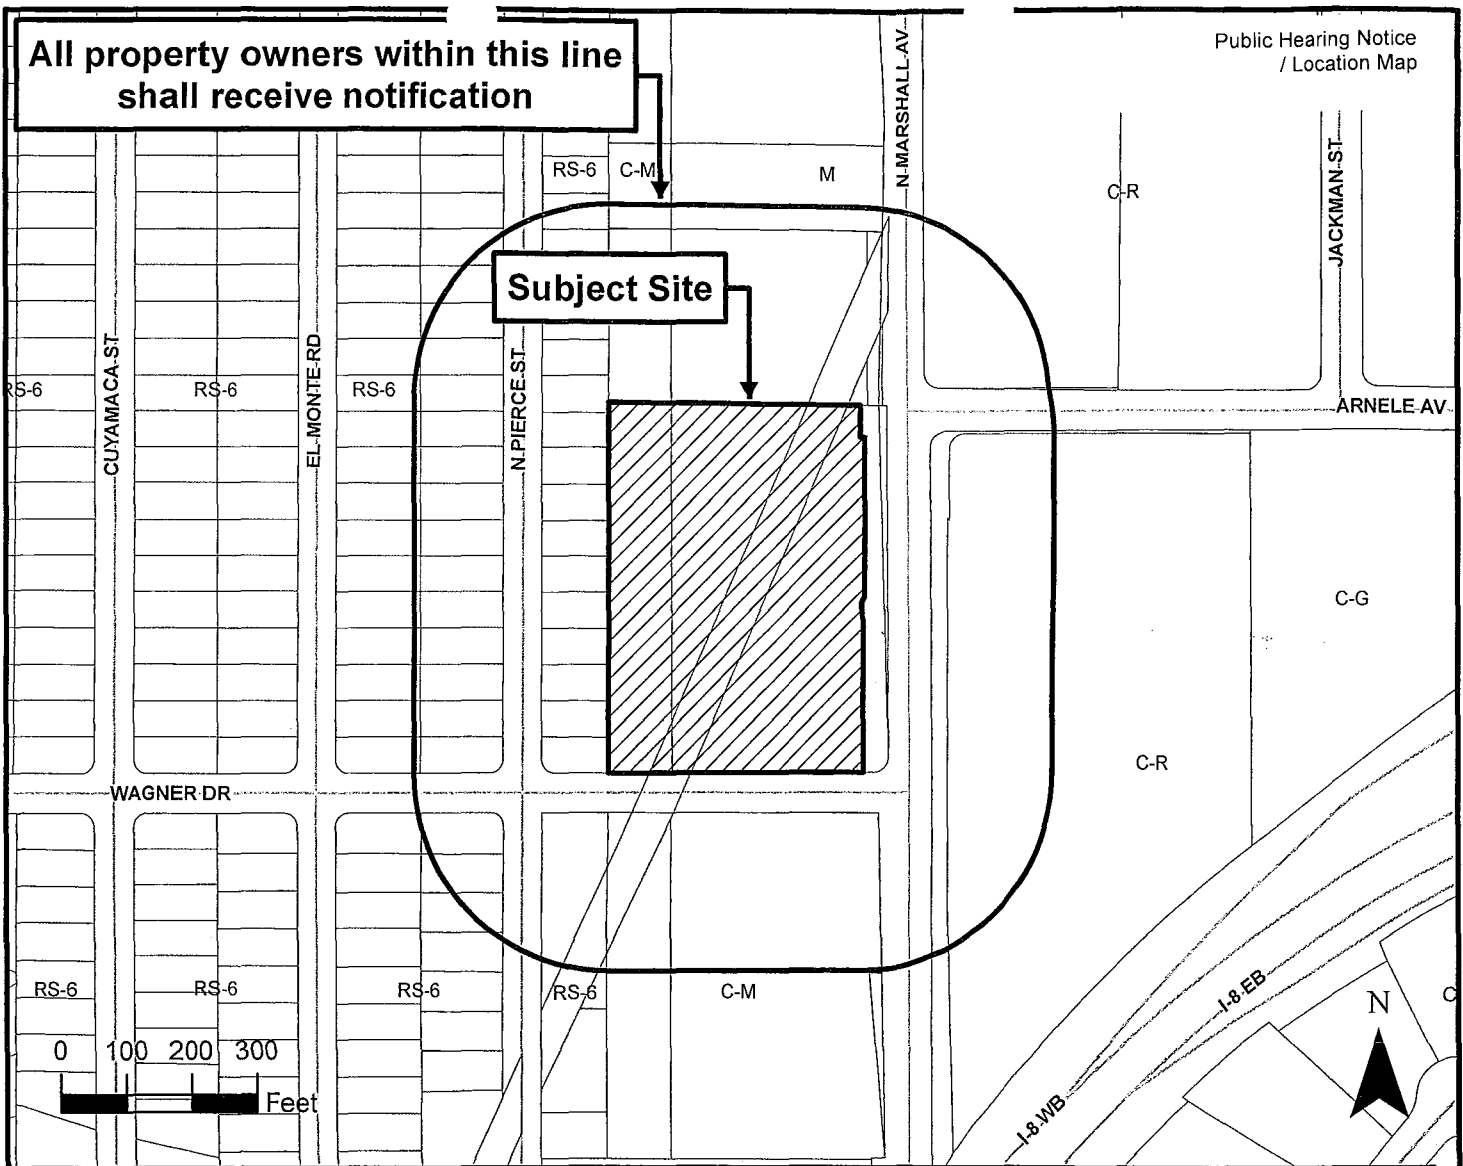 All property owners within this line
shall receive notification
Public Hearing Notice
/ Location Map
N MARSHALL AV
JACKMAN ST
RS-6
C-M
M
C-R
Subject Site
CUYAMACA ST
EL MONTE RD
N PIERCE ST
RS-6
RS-6
RS-6
ARNELE AV
C-G
C-R
WAGNER DR
RS-6
RS-6
RS-6
RS-6
C-M
I-8 EB
N
C
0 100 200 300
Feet
I-8 WB